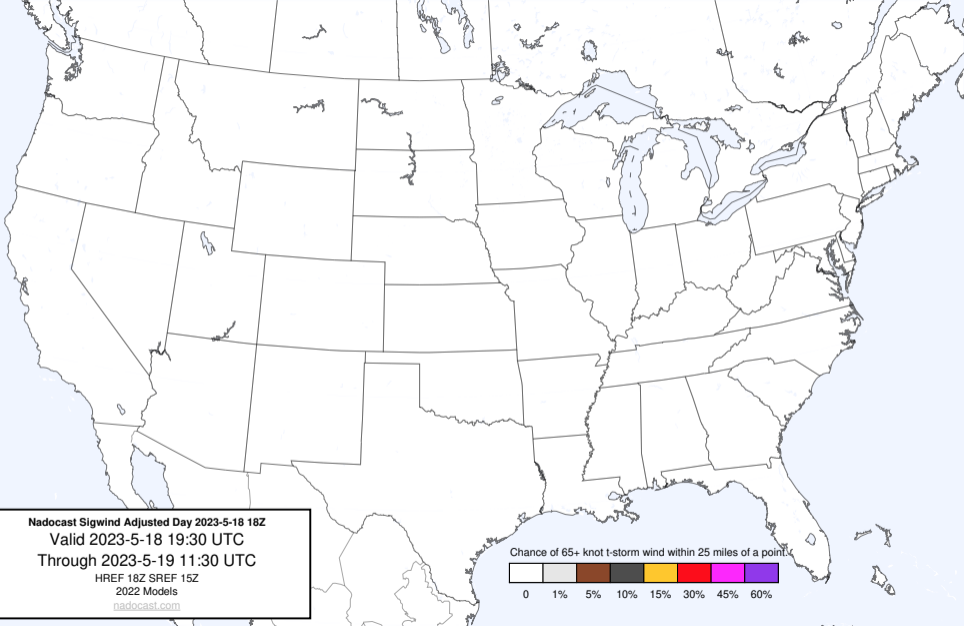 Nadocast Sigwind Adjusted Day 2023-5-18 18Z
Valid 2023-5-18 19:30 UTC
Through 2023-5-19 11:30 UTC
HREF 18Z SREF 15Z
2022 Models
nadocast.com
Chance of 65+ knot t-storm wind within 25 miles of a point.
0 1% 5% 10% 15% 30% 45% 60%